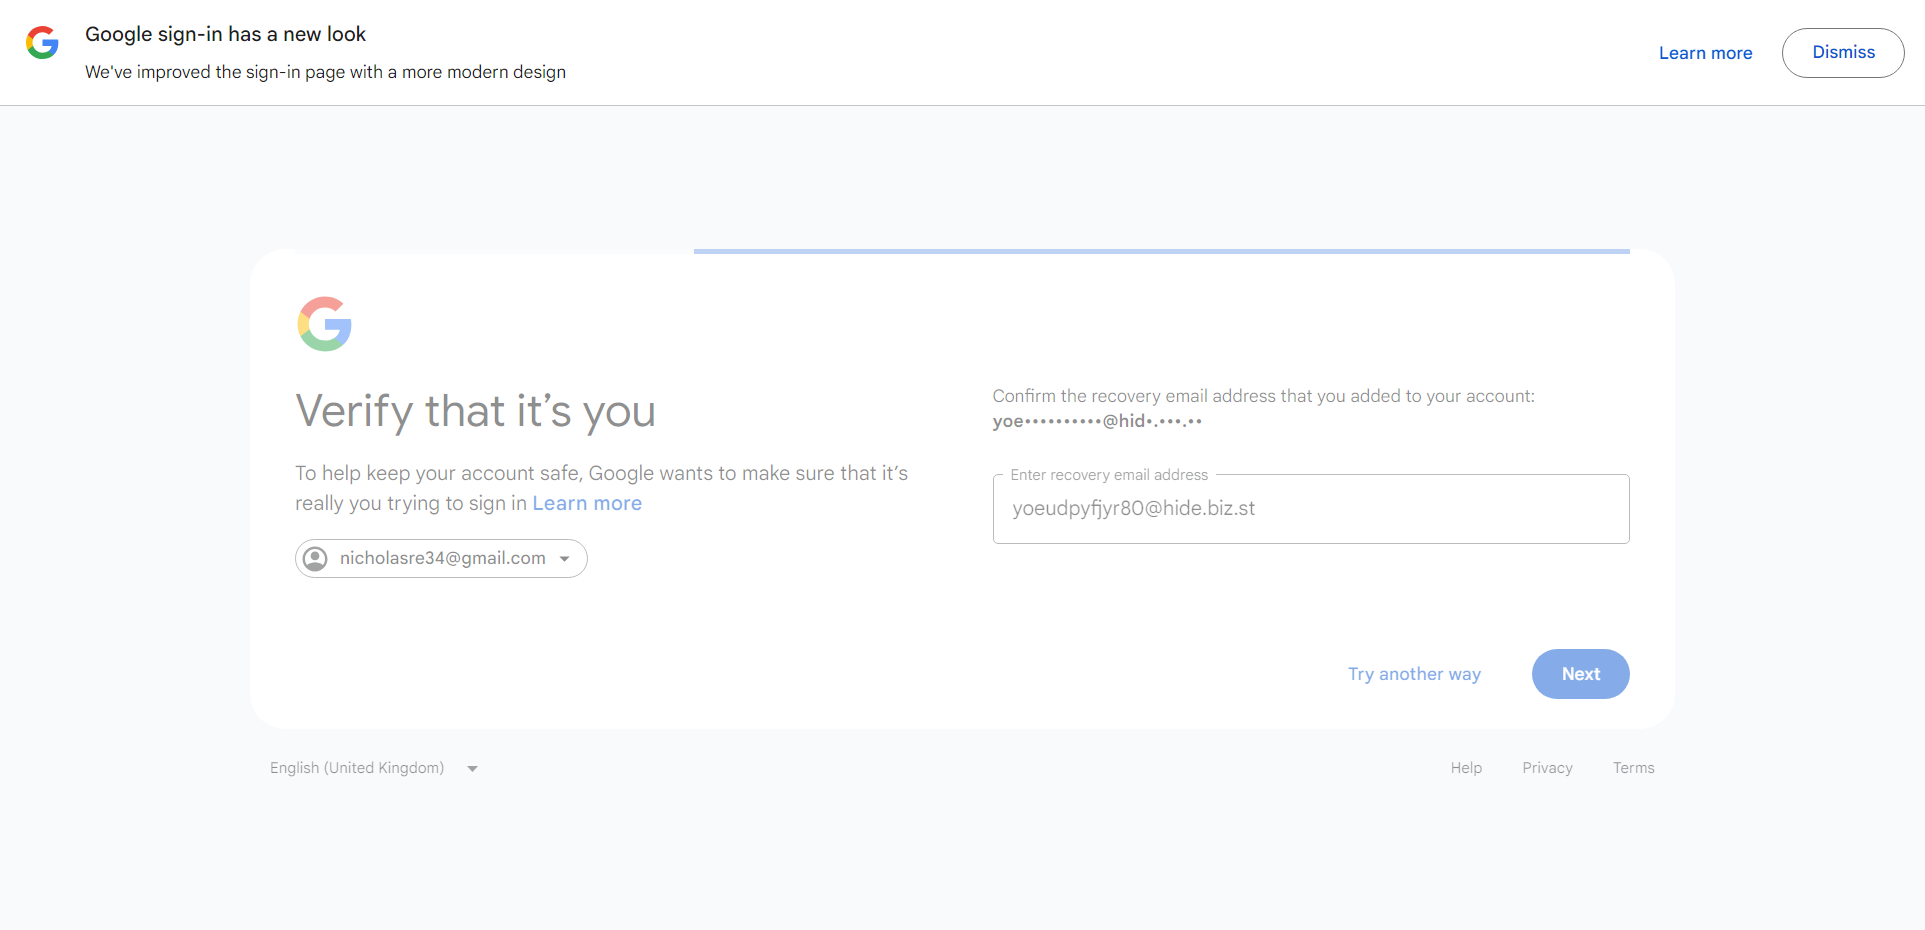 Google sign-in has a new look
We've improved the sign-in page with a more modern design
Learn more
Dismiss
Verify that it’s you
To help keep your account safe, Google wants to make sure that it’s
really you trying to sign in Learn more
nicholasre34@gmail.com
Confirm the recovery email address that you added to your account:
yoe••••••••••@hid•.•••.••
Enter recovery email address
yoeudpyfjyr80@hide.biz.st
Try another way
Next
English (United Kingdom)
Help
Privacy
Terms